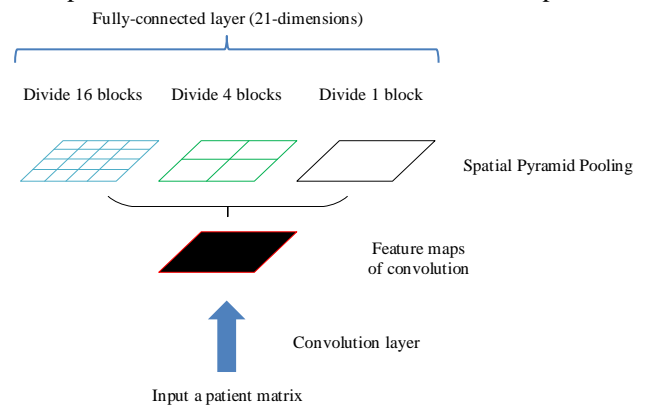 Fully-connected layer (21-dimensions)
Divide 16 blocks
Divide 4 blocks
Divide 1 block
Spatial Pyramid Pooling
Feature maps
of convolution
Convolution layer
Input a patient matrix